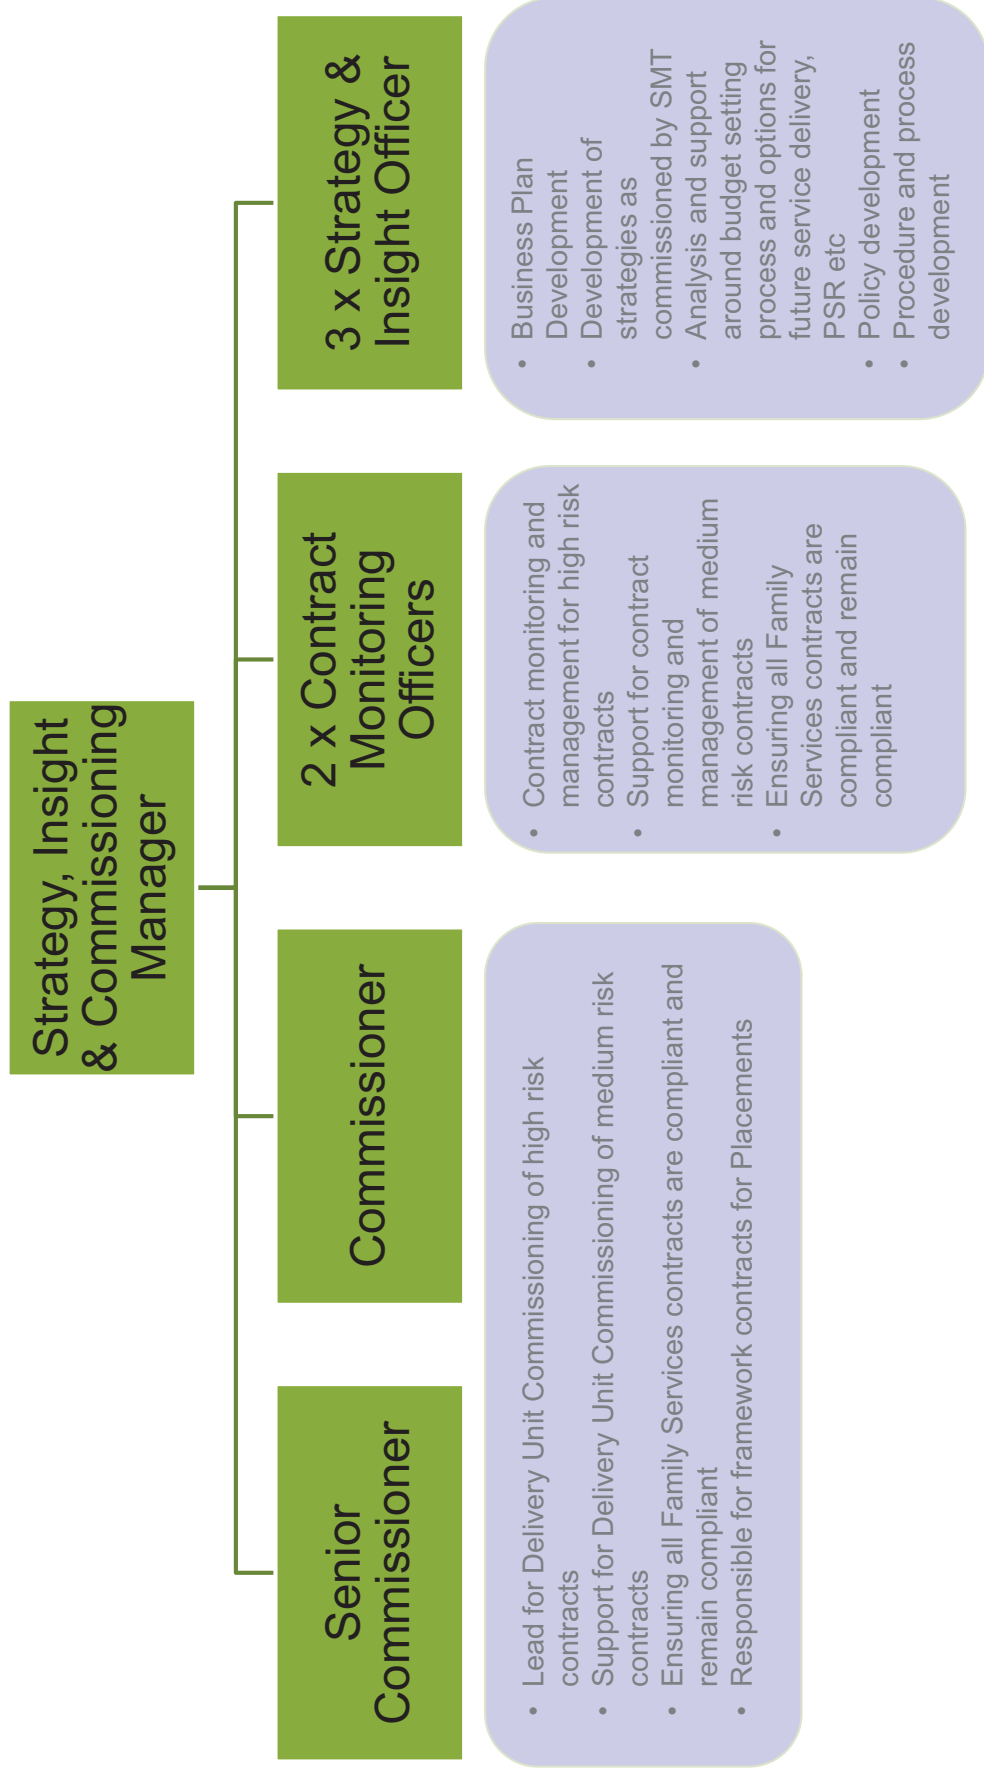 Strategy, Insight
& Commissioning
Manager
Senior
Commissioner
Commissioner
2 x Contract
Monitoring
Officers
3 x Strategy &
Insight Officer
• Lead for Delivery Unit Commissioning of high risk
contracts
• Support for Delivery Unit Commissioning of medium risk
contracts
• Ensuring all Family Services contracts are compliant and
remain compliant
• Responsible for framework contracts for Placements
• Contract monitoring and
management for high risk
contracts
• Support for contract
monitoring and
management of medium
risk contracts
• Ensuring all Family
Services contracts are
compliant and remain
compliant
• Business Plan
Development
• Development of
strategies as
commissioned by SMT
• Analysis and support
around budget setting
process and options for
future service delivery,
PSR etc
• Policy development
• Procedure and process
development